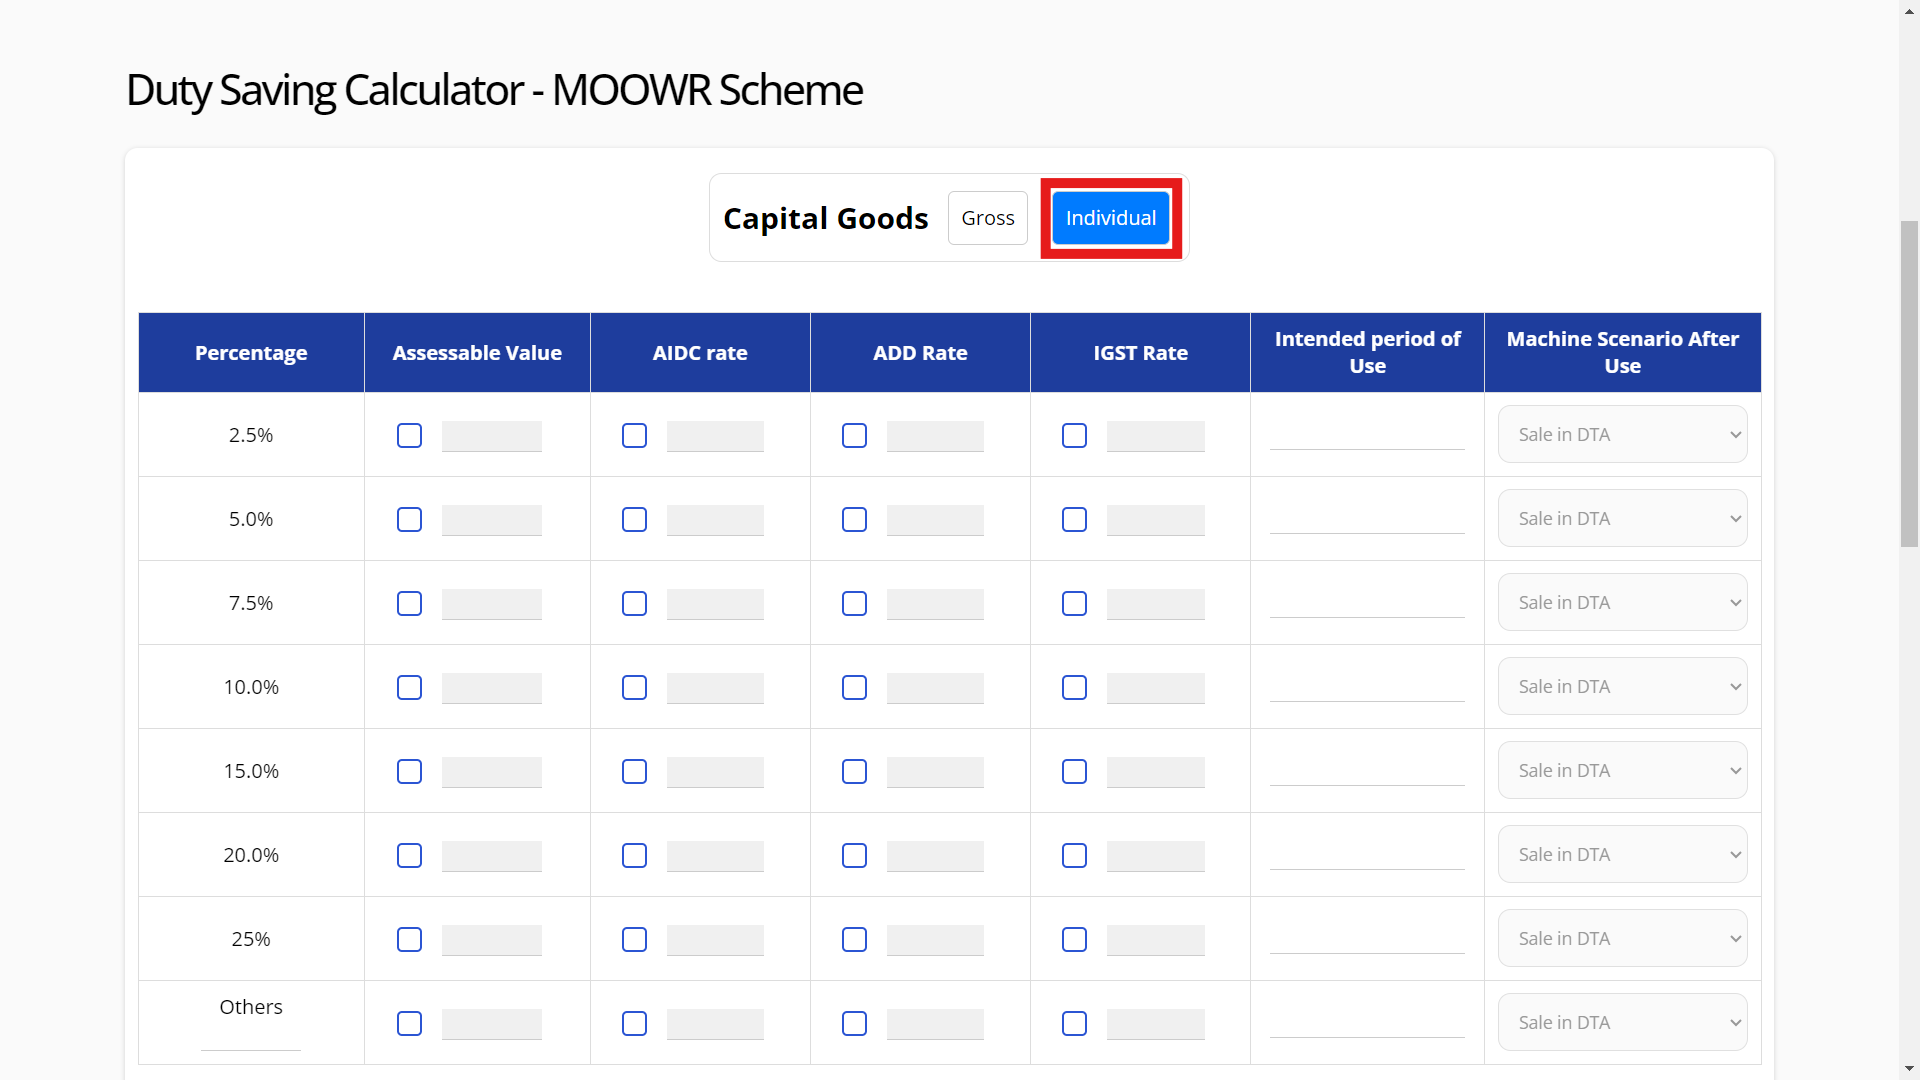 Duty Saving Calculator - MOOWR Scheme
Capital Goods Gross Individual
Percentage Assessable Value AIDC rate ADD Rate IGST Rate Intended period of Use Machine Scenario After Use
2.5% Sale in DTA
5.0% Sale in DTA
7.5% Sale in DTA
10.0% Sale in DTA
15.0% Sale in DTA
20.0% Sale in DTA
25% Sale in DTA
Others Sale in DTA